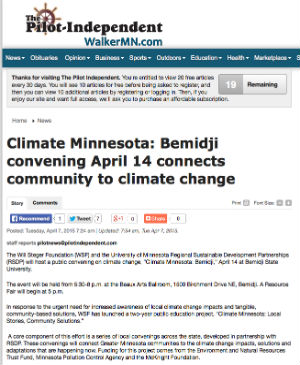 The
Pilot-Independent
WalkerMN.com
News Obituaries Opinion Business Sports Outdoors Education Health Marketplace S
Thanks for visiting The Pilot Independent. You're entitled to view 20 free articles
every 30 days. You will see 10 articles for free before being asked to register, and
then you can view 10 additional articles by registering or logging in. Then, if you
enjoy our site and want full access, we'll ask you to purchase an affordable subscription.
19 Remaining
Home » News
Climate Minnesota: Bemidji
convening April 14 connects
community to climate change
Story Comments
Print Font Size:
Recommend 1 Tweet 7 +1 0 Share 0
Posted: Tuesday, April 7, 2015 7:34 am | Updated: 7:54 am, Tue Apr 7, 2015.
staff reports pilotnews@pilotindependent.com
The Will Steger Foundation (WSF) and the University of Minnesota Regional Sustainable Development Partnerships
(RSDP) will host a public convening on climate change, "Climate Minnesota: Bemidji," April 14 at Bemidji State
University.
The event will be held from 5:30-8 p.m. at the Beaux Arts Ballroom, 1500 Birchmont Drive NE, Bemidji. A Resource
Fair will begin at 5 p.m.
In response to the urgent need for increased awareness of local climate change impacts and tangible,
community-based solutions, WSF has launched a two-year public education project, "Climate Minnesota: Local
Stories, Community Solutions."
A core component of this effort is a series of local convenings across the state, developed in partnership with
RSDP. These convenings will connect Greater Minnesota communities to the climate change impacts, solutions and
adaptations that are happening now. Funding for this project comes from the Environment and Natural Resources
Trust Fund, Minnesota Pollution Control Agency and the McKnight Foundation.